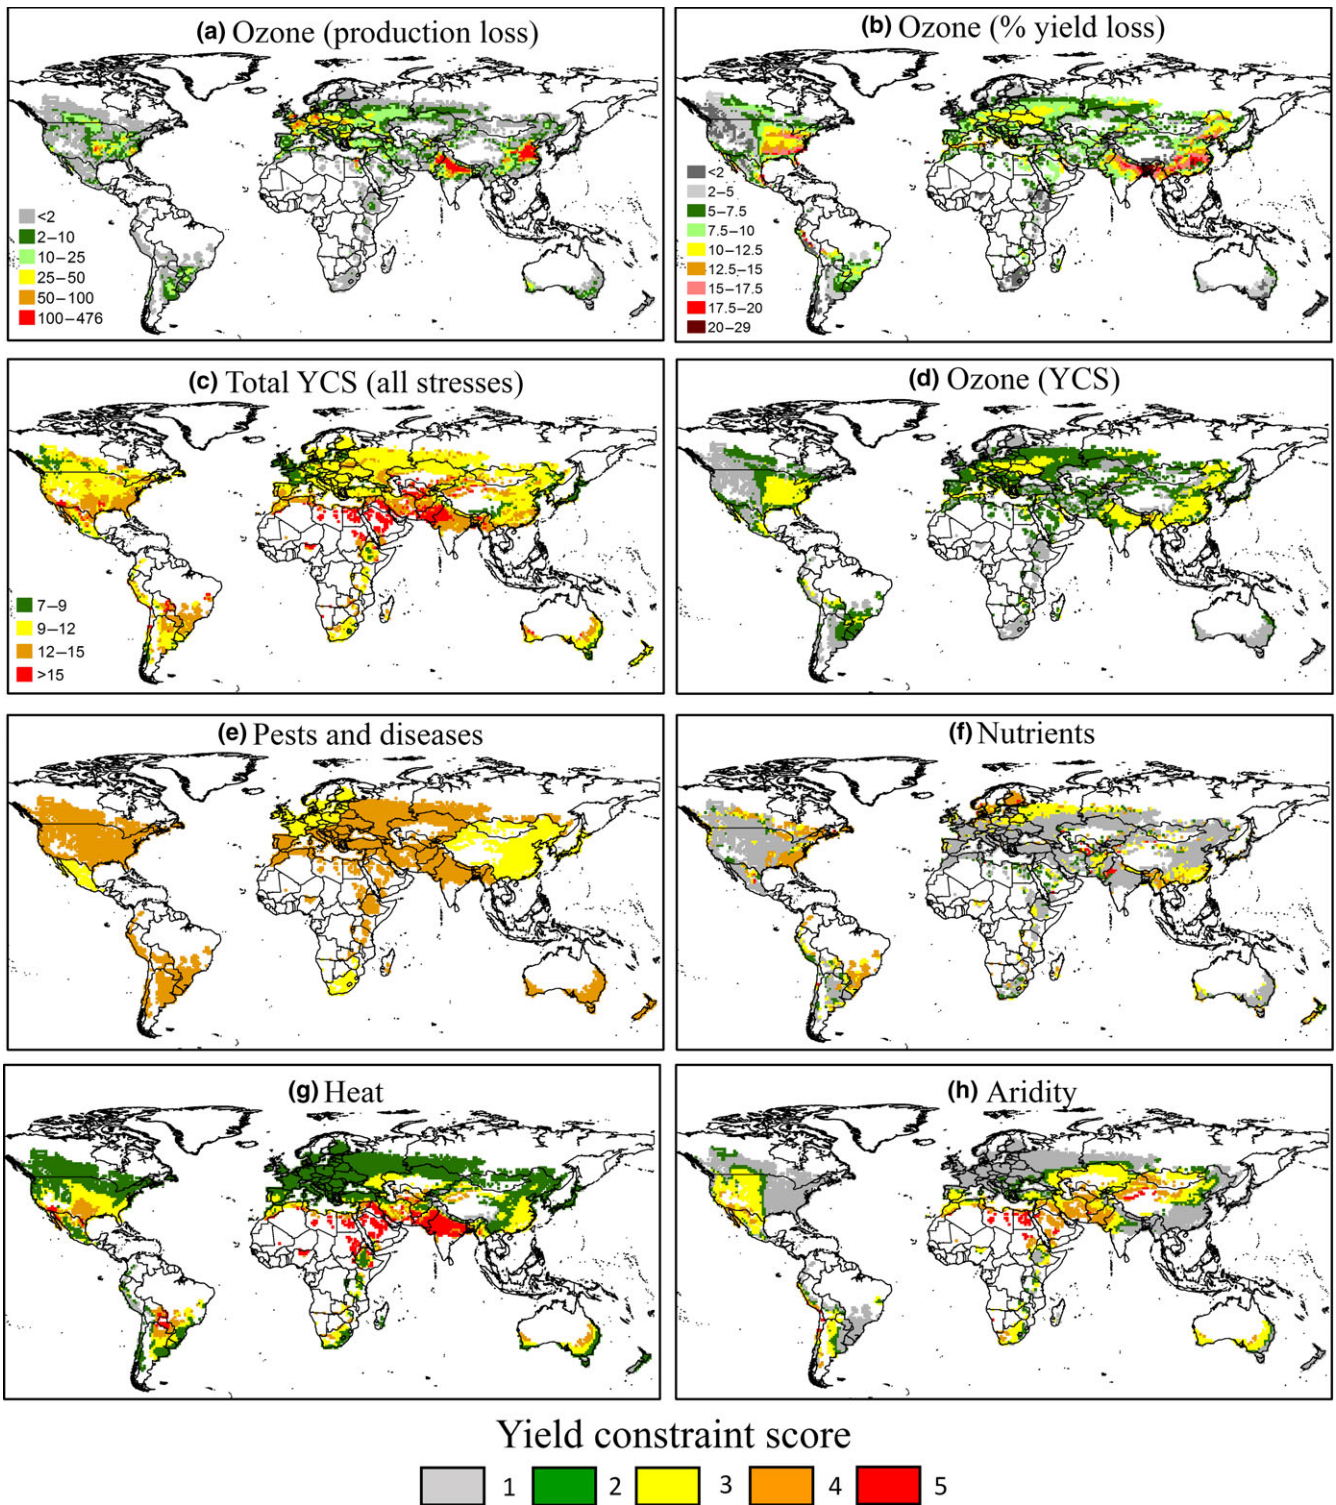 (a) Ozone (production loss)
<2
2–10
10–25
25–50
50–100
100–476
(b) Ozone (% yield loss)
<2
2–5
5–7.5
7.5–10
10–12.5
12.5–15
15–17.5
17.5–20
20–29
(c) Total YCS (all stresses)
7–9
9–12
12–15
>15
(d) Ozone (YCS)
(e) Pests and diseases
(f) Nutrients
(g) Heat
(h) Aridity
Yield constraint score
1 2 3 4 5